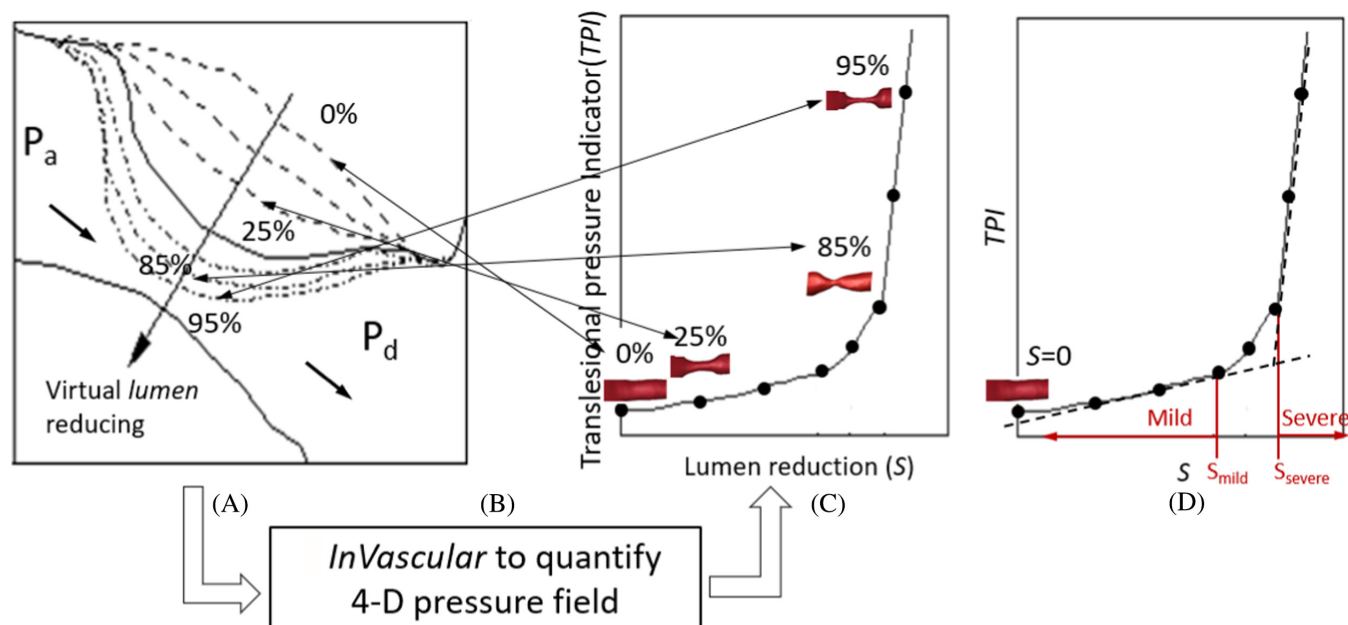 0%
Pa
25%
85%
95%
Pd
Virtual lumen
reducing
Translesional pressure Indicator(TPI)
95%
85%
25%
0%
Lumen reduction (S)
TPI
S=0
Mild
Severe
S
Smild
Ssevere
(A)
(B)
(C)
(D)
InVascular to quantify
4-D pressure field